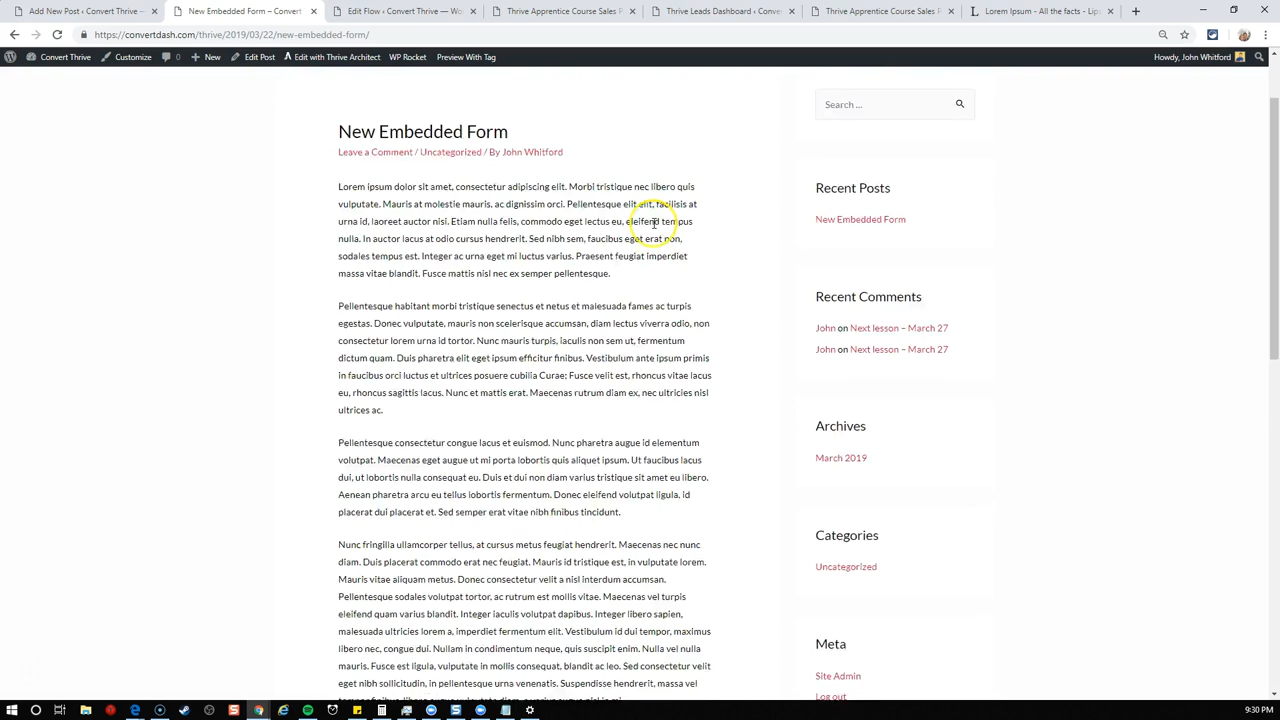 Add New Post ‹ Convert Thrive —
New Embedded Form – Convert
Edit Flow ‹ Convert Thrive — Wo
Thrive Apprentice Course Sales P
Thrive Leads Dashboard ‹ Conve
Thrive Apprentice Course Sales P
Lorem Ipsum - All the facts - Lip
https://convertdash.com/thrive/2019/03/22/new-embedded-form/
Convert Thrive
Customize
0
New
Edit Post
Edit with Thrive Architect
WP Rocket
Preview With Tag
Howdy, John Whitford
New Embedded Form
Leave a Comment / Uncategorized / By John Whitford
Lorem ipsum dolor sit amet, consectetur adipiscing elit. Morbi tristique nec libero quis
vulputate. Mauris at molestie mauris, ac dignissim orci. Pellentesque elit elit, facilisis at
urna id, laoreet auctor nisi. Etiam nulla felis, commodo eget lectus eu, eleifend tempus
nulla. In auctor lacus at odio cursus hendrerit. Sed nibh sem, faucibus eget erat non,
sodales tempus est. Integer ac urna eget mi luctus varius. Praesent feugiat imperdiet
massa vitae blandit. Fusce mattis nisl nec ex semper pellentesque.
Pellentesque habitant morbi tristique senectus et netus et malesuada fames ac turpis
egestas. Donec vulputate, mauris non scelerisque accumsan, diam lectus viverra odio, non
consectetur lorem urna id tortor. Nunc mauris turpis, iaculis non sem ut, fermentum
dictum quam. Duis pharetra elit eget ipsum efficitur finibus. Vestibulum ante ipsum primis
in faucibus orci luctus et ultrices posuere cubilia Curae; Fusce velit est, rhoncus vitae lacus
eu, rhoncus sagittis lacus. Nunc et mattis erat. Maecenas rutrum diam ex, nec ultricies nisl
ultrices ac.
Pellentesque consectetur congue lacus et euismod. Nunc pharetra augue id elementum
volutpat. Maecenas eget augue ut mi porta lobortis quis aliquet ipsum. Ut faucibus lacus
dui, ut lobortis nulla consequat eu. Duis et dui non diam varius tristique sit amet eu libero.
Aenean pharetra arcu eu tellus lobortis fermentum. Donec eleifend volutpat ligula, id
placerat dui placerat et. Sed semper erat vitae nibh finibus tincidunt.
Nunc fringilla ullamcorper tellus, at cursus metus feugiat hendrerit. Maecenas nec nunc
diam. Duis placerat commodo erat nec feugiat. Mauris id tristique est, in vulputate lorem.
Mauris vitae aliquam metus. Donec consectetur velit a nisl interdum accumsan.
Pellentesque sodales volutpat tortor, ac rutrum est mollis vitae. Maecenas vel turpis
eleifend quam varius blandit. Integer iaculis volutpat dapibus. Integer libero sapien,
malesuada ultricies lorem a, imperdiet fermentum elit. Vestibulum id dui tempor, maximus
libero nec, congue dui. Nullam in condimentum neque, quis suscipit enim. Nulla vel nulla
mauris. Fusce est ligula, vulputate in mollis consequat, blandit ac leo. Sed consectetur velit
eget nibh sollicitudin, in pellentesque urna venenatis. Suspendisse hendrerit, massa vel
Search …
Recent Posts
New Embedded Form
Recent Comments
John on Next lesson – March 27
John on Next lesson – March 27
Archives
March 2019
Categories
Uncategorized
Meta
Site Admin
Log out
9:30 PM